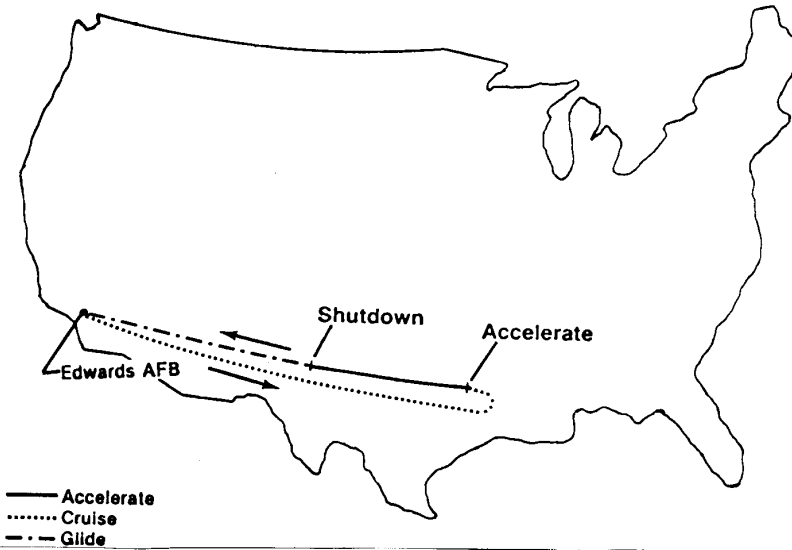 Shutdown
Accelerate
Edwards AFB
Accelerate
Cruise
Glide